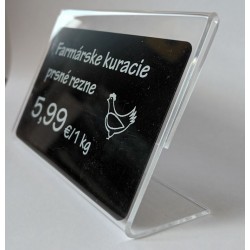 Farmárske kuracie
prsné rezne
5,99 €/1 kg